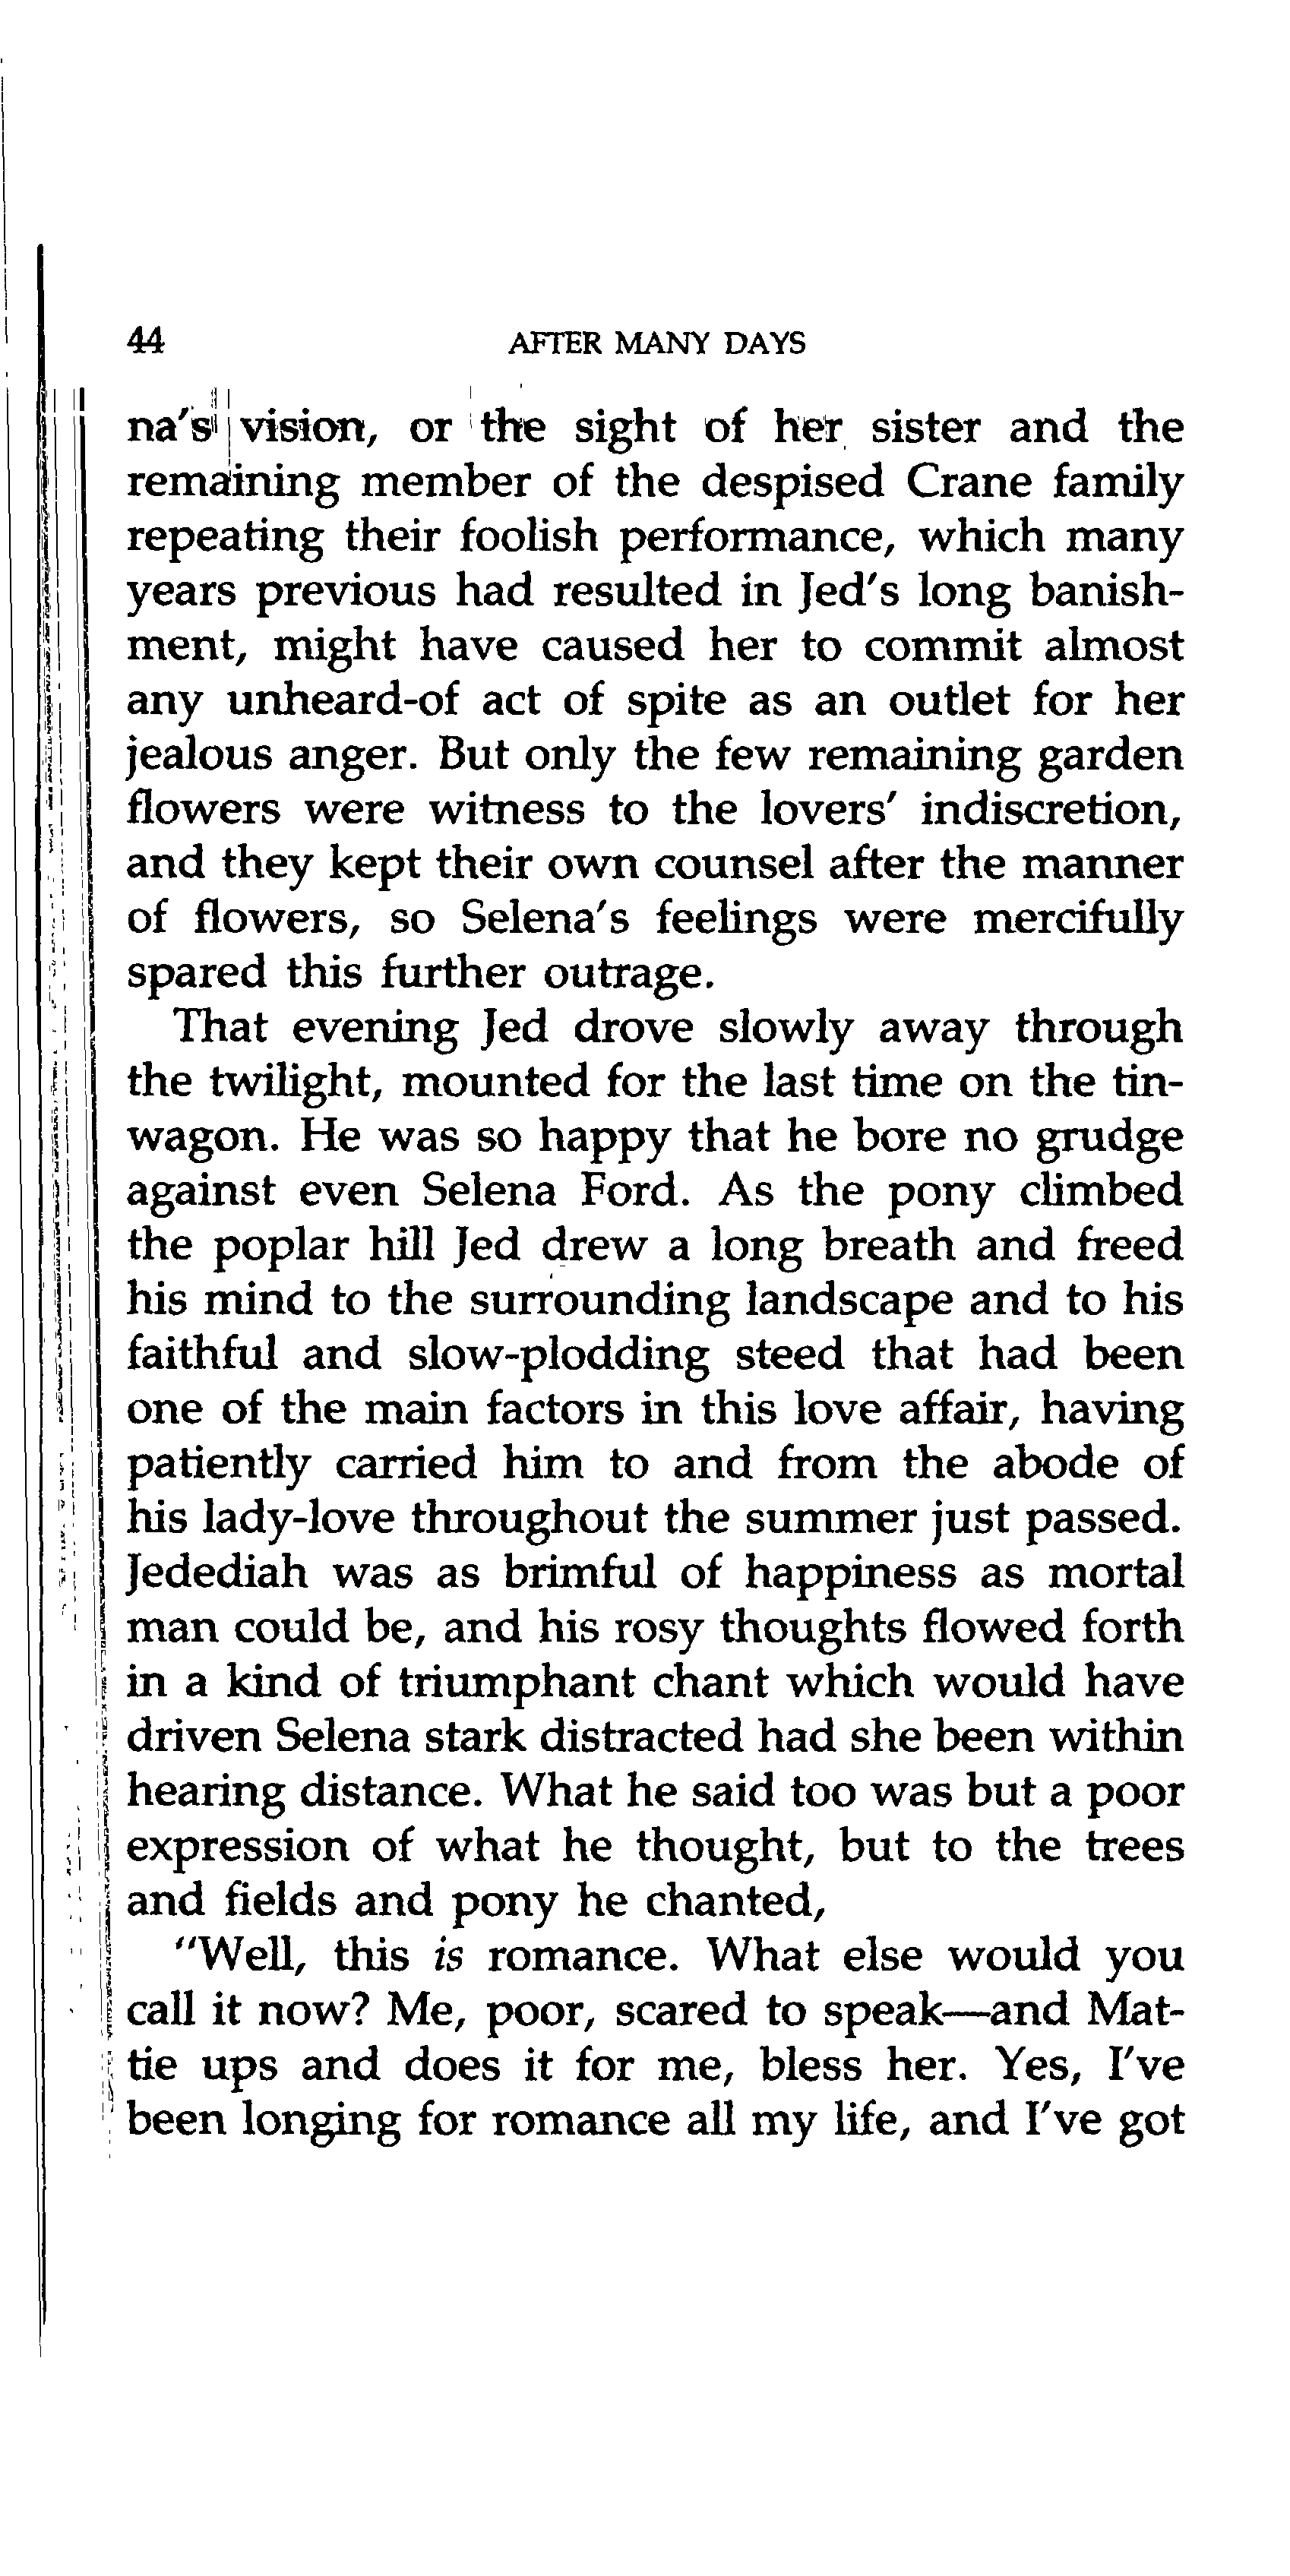 44 AFTER MANY DAYS
na's vision, or the sight of her sister and the
remaining member of the despised Crane family
repeating their foolish performance, which many
years previous had resulted in Jed's long banish-
ment, might have caused her to commit almost
any unheard-of act of spite as an outlet for her
jealous anger. But only the few remaining garden
flowers were witness to the lovers' indiscretion,
and they kept their own counsel after the manner
of flowers, so Selena's feelings were mercifully
spared this further outrage.
That evening Jed drove slowly away through
the twilight, mounted for the last time on the tin-
wagon. He was so happy that he bore no grudge
against even Selena Ford. As the pony climbed
the poplar hill Jed drew a long breath and freed
his mind to the surrounding landscape and to his
faithful and slow-plodding steed that had been
one of the main factors in this love affair, having
patiently carried him to and from the abode of
his lady-love throughout the summer just passed.
Jedediah was as brimful of happiness as mortal
man could be, and his rosy thoughts flowed forth
in a kind of triumphant chant which would have
driven Selena stark distracted had she been within
hearing distance. What he said too was but a poor
expression of what he thought, but to the trees
and fields and pony he chanted,
"Well, this is romance. What else would you
call it now? Me, poor, scared to speak—and Mat-
tie ups and does it for me, bless her. Yes, I've
been longing for romance all my life, and I've got